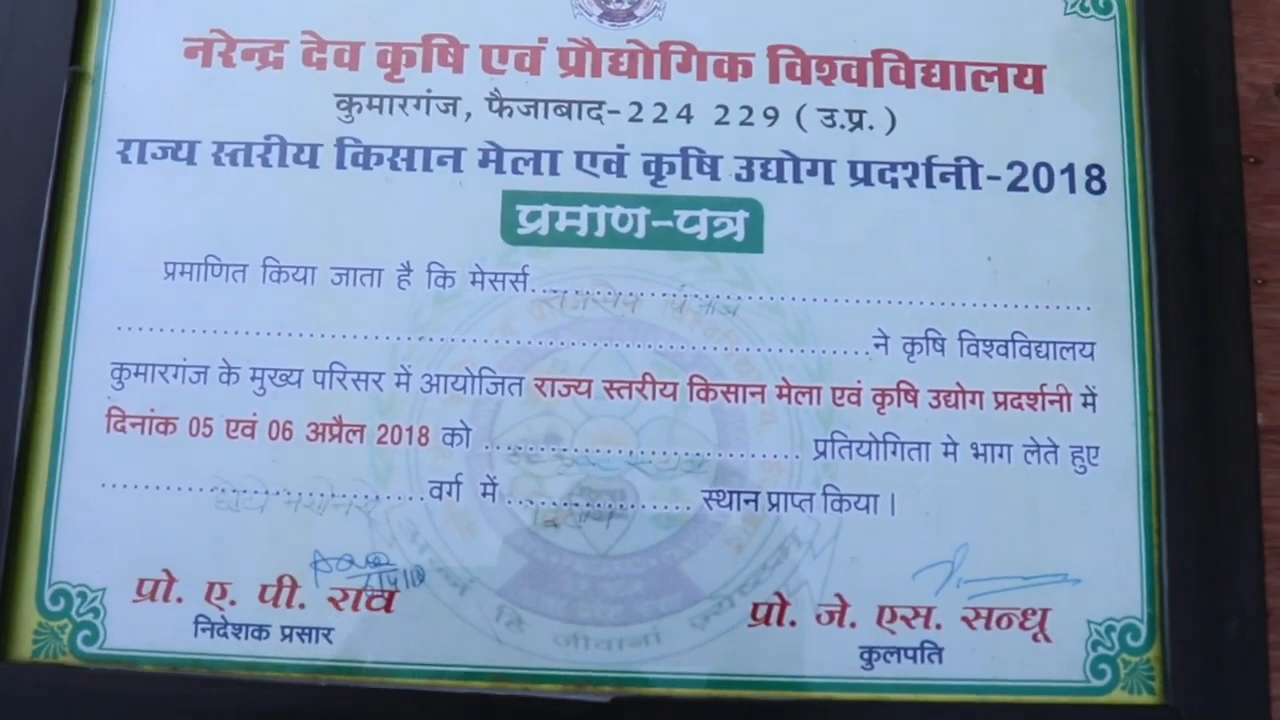 नरेन्द्र देव कृषि एवं प्रौद्योगिक विश्वविद्यालय
कुमारगंज, फैजाबाद-224 229 ( उ.प्र. )
राज्य स्तरीय किसान मेला एवं कृषि उद्योग प्रदर्शनी-2018
प्रमाण-पत्र
प्रमाणित किया जाता है कि मेसर्स
ने कृषि विश्वविद्यालय
कुमारगंज के मुख्य परिसर में आयोजित राज्य स्तरीय किसान मेला एवं कृषि उद्योग प्रदर्शनी में
दिनांक 05 एवं 06 अप्रैल 2018 को प्रतियोगिता मे भाग लेते हुए
वर्ग में द्वितीय स्थान प्राप्त किया ।
प्रो. ए. पी. राव
निदेशक प्रसार
प्रो. जे. एस. सन्धू
कुलपति